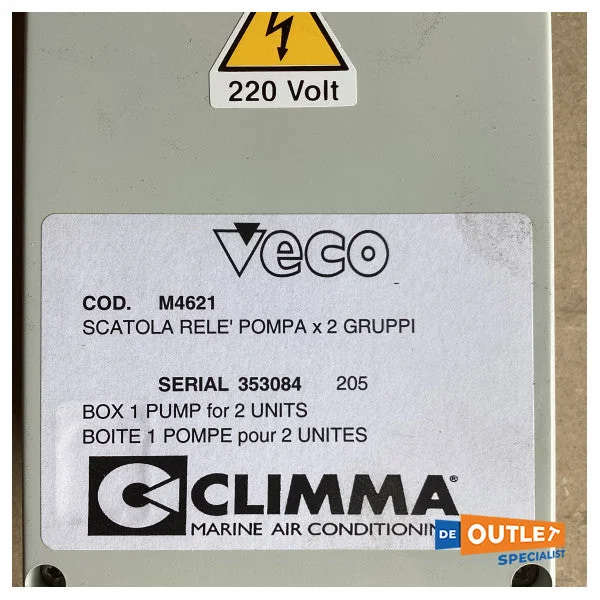 220 Volt
Veco
COD. M4621
SCATOLA RELE' POMPA x 2 GRUPPI
SERIAL 353084 205
BOX 1 PUMP for 2 UNITS
BOITE 1 POMPE pour 2 UNITES
CLIMMA®
MARINE AIR CONDITIONING
DE OUTLET
SPECIALIST